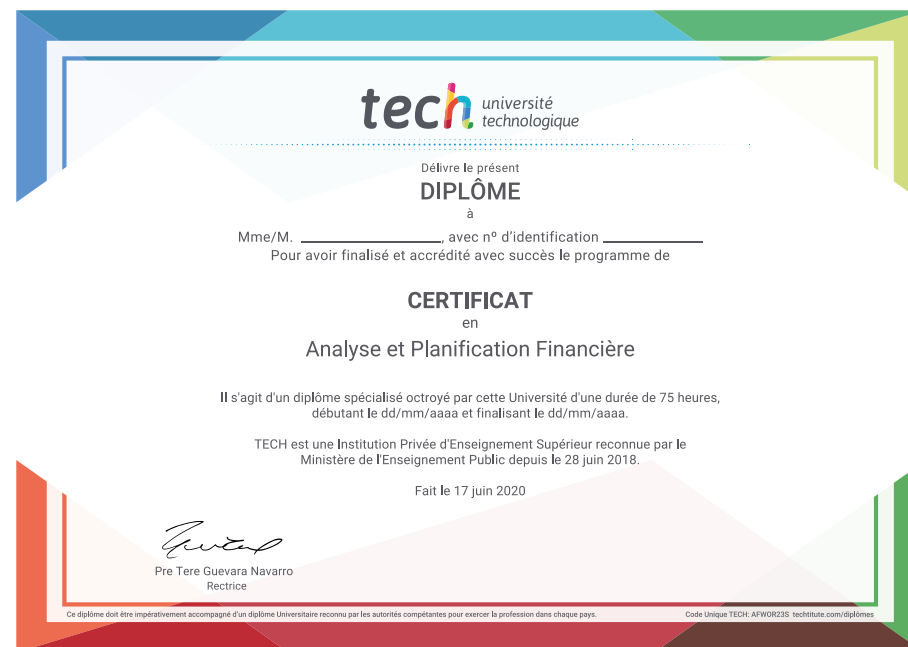 tech université
technologique
Délivre le présent
DIPLÔME
à
Mme/M. ____________________, avec nº d'identification ______________
Pour avoir finalisé et accrédité avec succès le programme de
CERTIFICAT
en
Analyse et Planification Financière
Il s'agit d'un diplôme spécialisé octroyé par cette Université d'une durée de 75 heures,
débutant le dd/mm/aaaa et finalisant le dd/mm/aaaa.
TECH est une Institution Privée d'Enseignement Supérieur reconnue par le
Ministère de l'Enseignement Public depuis le 28 juin 2018.
Fait le 17 juin 2020
Pre Tere Guevara Navarro
Rectrice
Ce diplôme doit être impérativement accompagné d'un diplôme Universitaire reconnu par les autorités compétentes pour exercer la profession dans chaque pays.
Code Unique TECH: AFWOR23S techtitute.com/diplômes